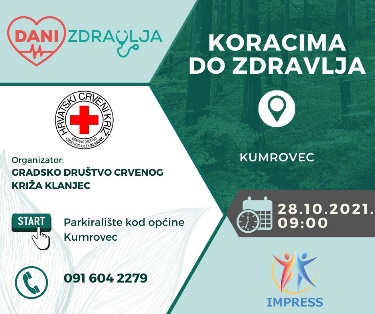 DANI ZDRAVLJA
HRVATSKI CRVENI KRIŽ
Organizator:
GRADSKO DRUŠTVO CRVENOG
KRIŽA KLANJEC
START
Parkiralište kod općine
Kumrovec
091 604 2279
KORACIMA
DO ZDRAVLJA
KUMROVEC
28.10.2021.
09:00
IMPRESS